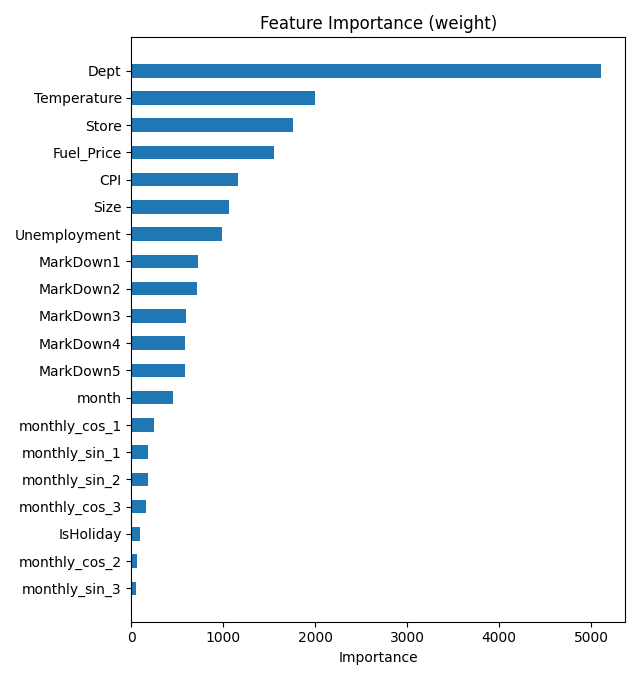 Feature Importance (weight)
Dept
Temperature
Store
Fuel_Price
CPI
Size
Unemployment
MarkDown1
MarkDown2
MarkDown3
MarkDown4
MarkDown5
month
monthly_cos_1
monthly_sin_1
monthly_sin_2
monthly_cos_3
IsHoliday
monthly_cos_2
monthly_sin_3
0 1000 2000 3000 4000 5000
Importance